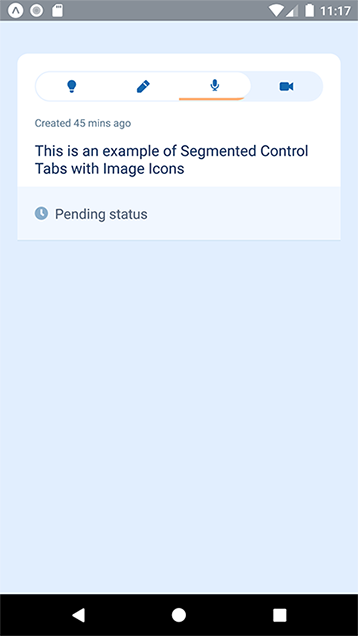 11:17
Created 45 mins ago
This is an example of Segmented Control
Tabs with Image Icons
Pending status